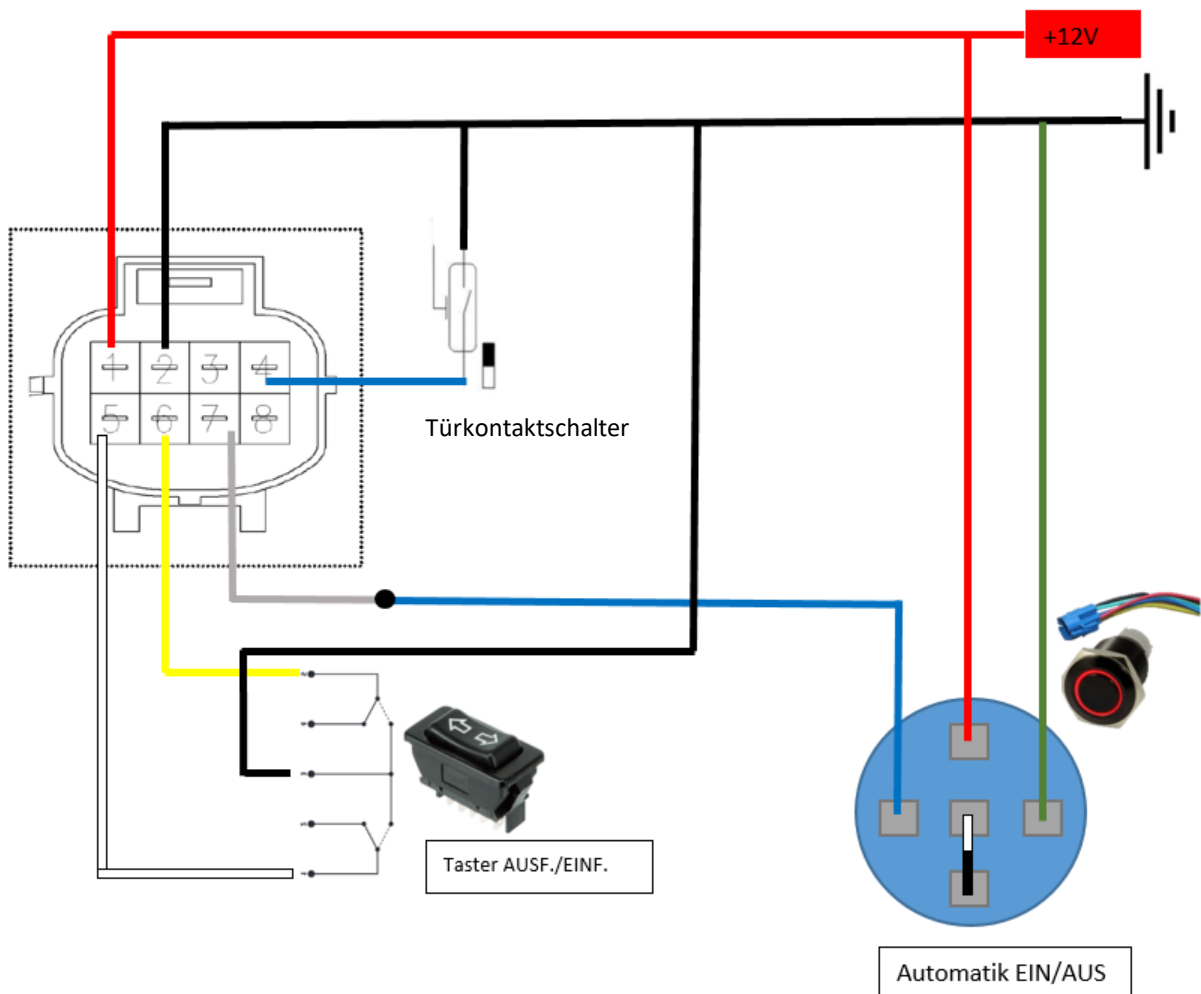 +12V
1 2 3 4
5 6 7 8
Türkontaktschalter
Taster AUSF./EINF.
Automatik EIN/AUS